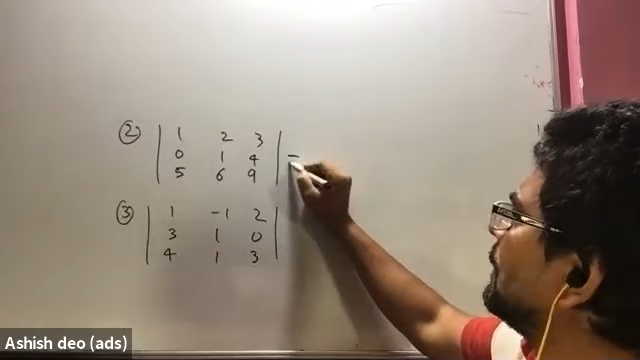 ② | 1 2 3 | =
| 0 1 4 |
| 5 6 9 |
③ | 1 -1 2 |
| 3 1 0 |
| 4 1 3 |
Ashish deo (ads)